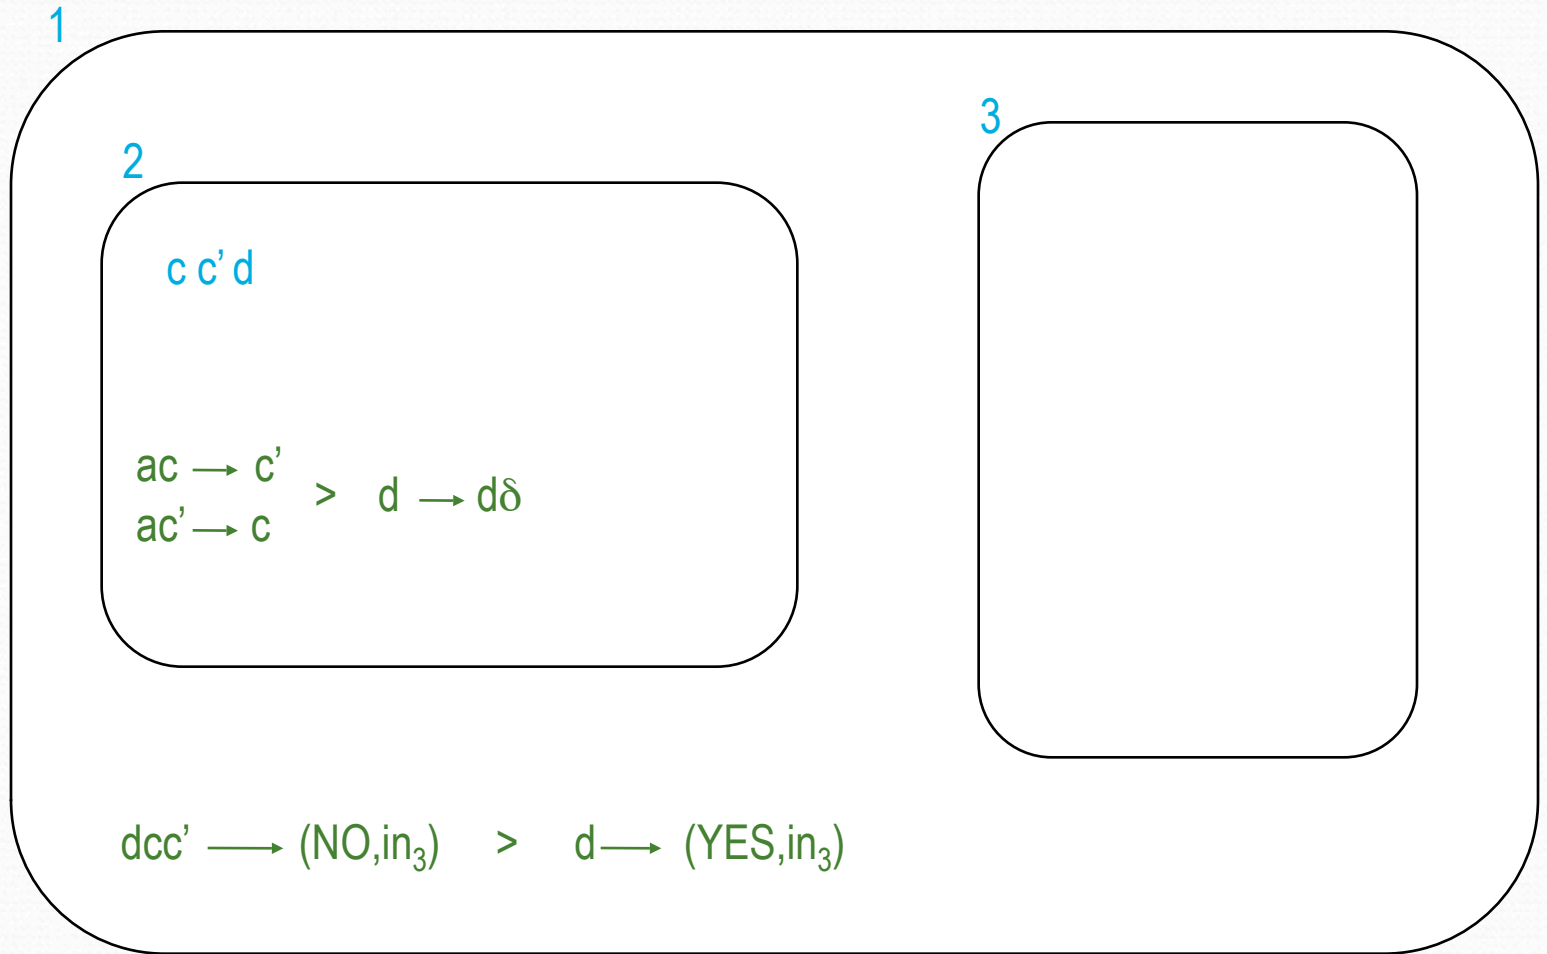 1
3
2
c c’ d
ac → c’
ac’ → c
> d → dδ
dcc’ → (NO,in₃) > d → (YES,in₃)